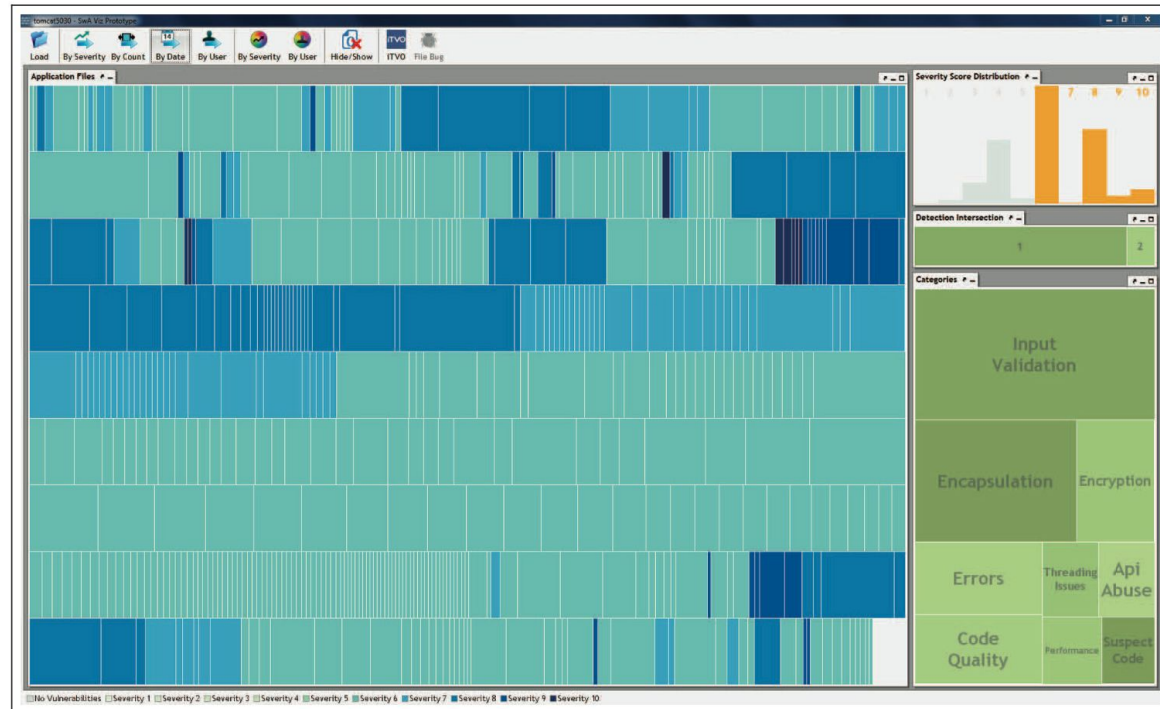 tomcat3030 - SwA Viz Prototype
Load By Severity By Count By Date By User By Severity By User Hide/Show ITVO File Bug
14
iTVO
Application Files
Severity Score Distribution
1 2 3 4 5 7 8 9 10
Detection Intersection
1 2
Categories
Input
Validation
Encapsulation
Encryption
Errors
Threading
Issues
Api
Abuse
Code
Quality
Performance
Suspect
Code
No Vulnerabilities Severity 1 Severity 2 Severity 3 Severity 4 Severity 5 Severity 6 Severity 7 Severity 8 Severity 9 Severity 10